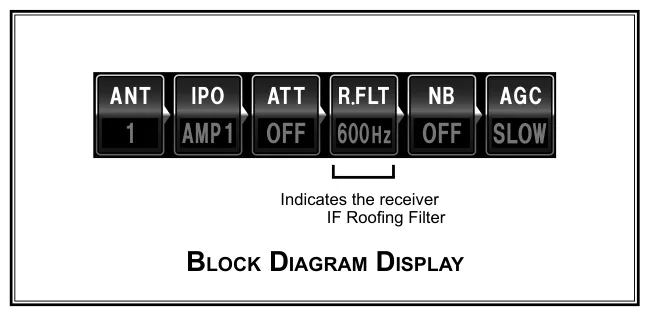 ANT IPO ATT R.FLT NB AGC
1 AMP1 OFF 600Hz OFF SLOW
Indicates the receiver
IF Roofing Filter
BLOCK DIAGRAM DISPLAY